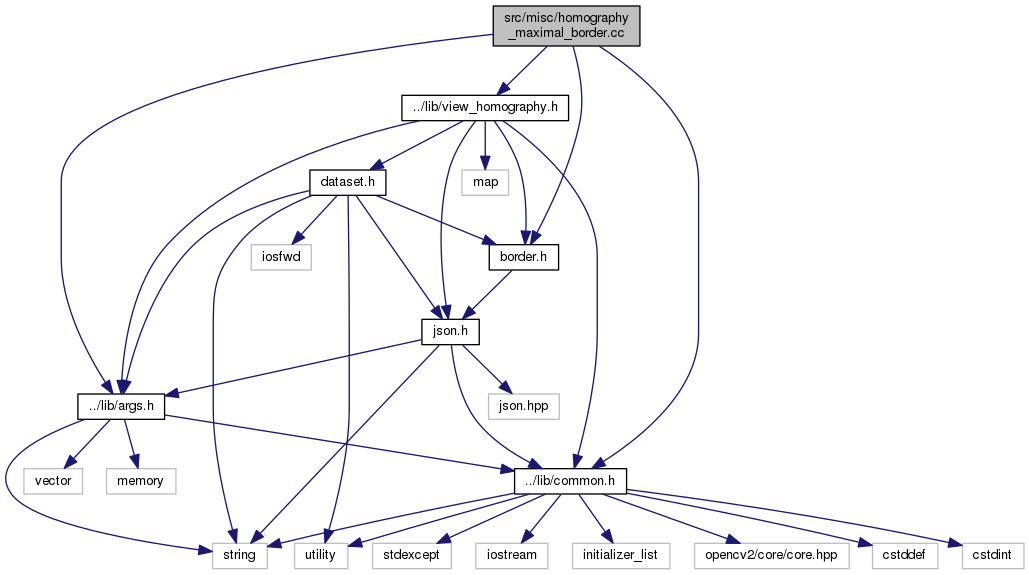 src/misc/homography
_maximal_border.cc
../lib/view_homography.h
dataset.h
map
iosfwd
border.h
json.h
../lib/args.h
json.hpp
vector
memory
../lib/common.h
string
utility
stdexcept
iostream
initializer_list
opencv2/core/core.hpp
cstddef
cstdint